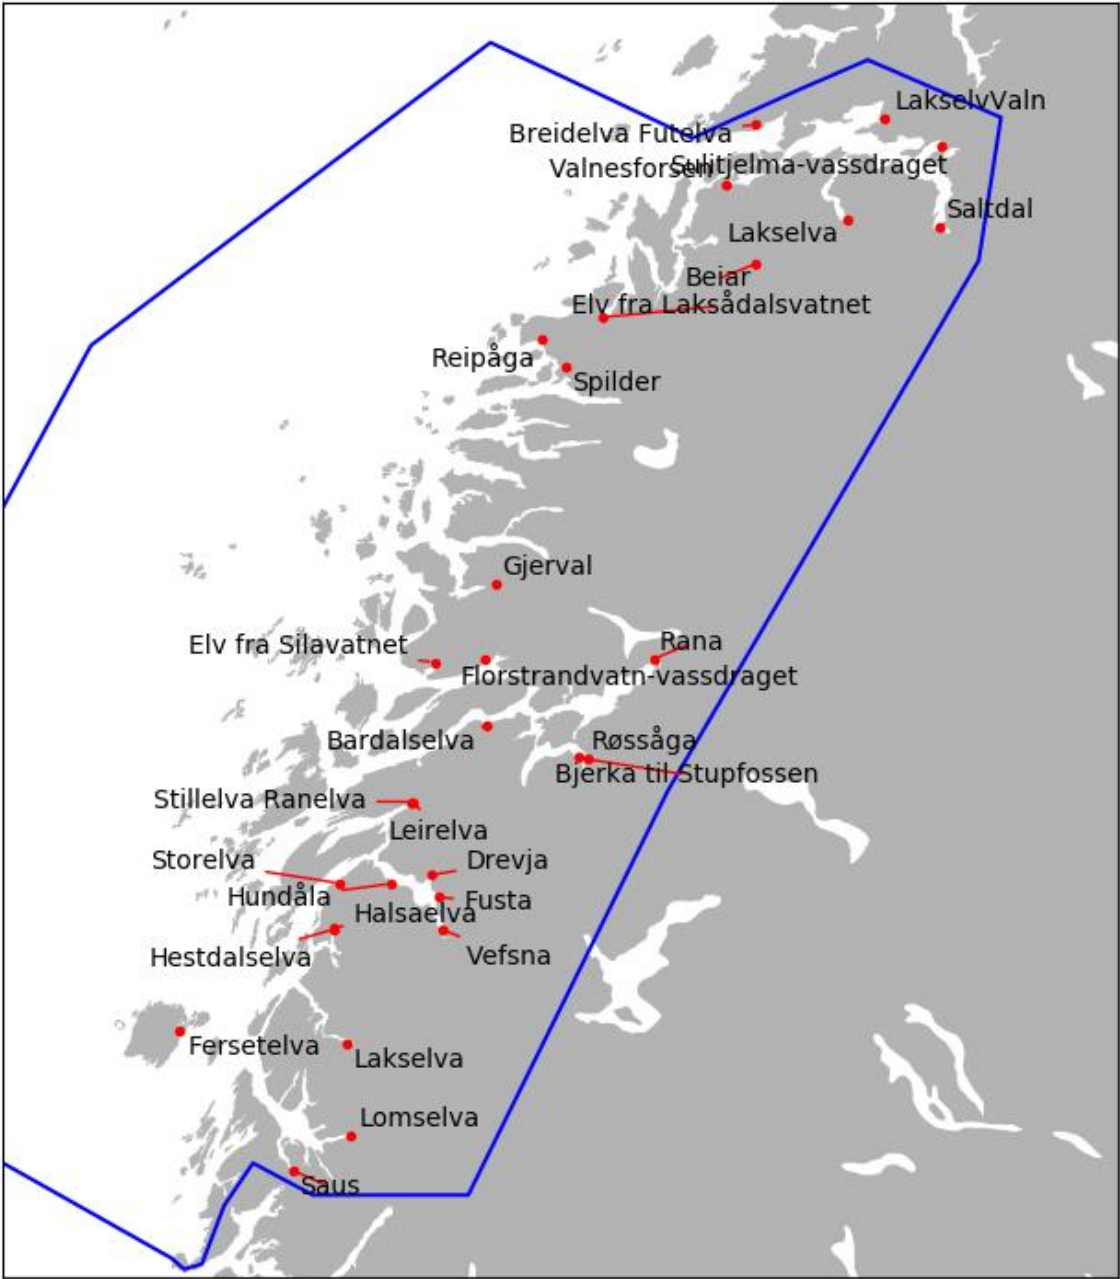 LakselvValn
Breidelva Futelva
Valnesforsen
Sulitjelma-vassdraget
Saltdal
Lakselva
Beiar
Elv fra Laksådalsvatnet
Reipåga
Spilder
Gjerval
Elv fra Silavatnet
Rana
Flostrandvatn-vassdraget
Bardalselva
Røssåga
Bjerka til Stupfossen
Stillelva Ranelva
Leirelva
Storelva
Drevja
Hundåla
Fusta
Halsaelva
Hestdalselva
Vefsna
Fersetelva
Lakselva
Lomselva
Saus